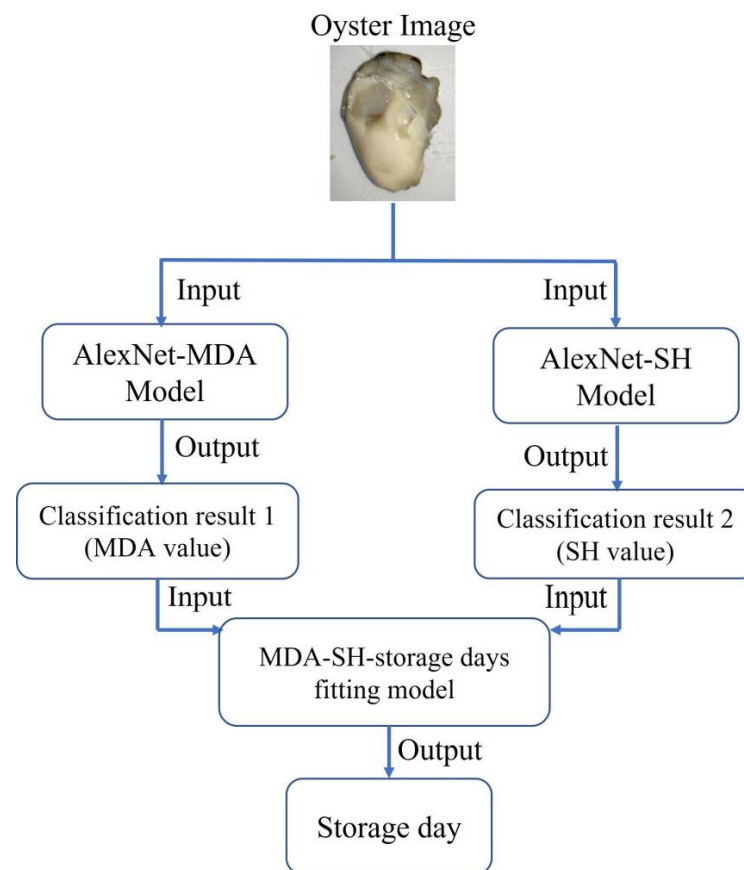 Oyster Image
Input
Input
AlexNet-MDA
Model
AlexNet-SH
Model
Output
Output
Classification result 1
(MDA value)
Classification result 2
(SH value)
Input
Input
MDA-SH-storage days
fitting model
Output
Storage day